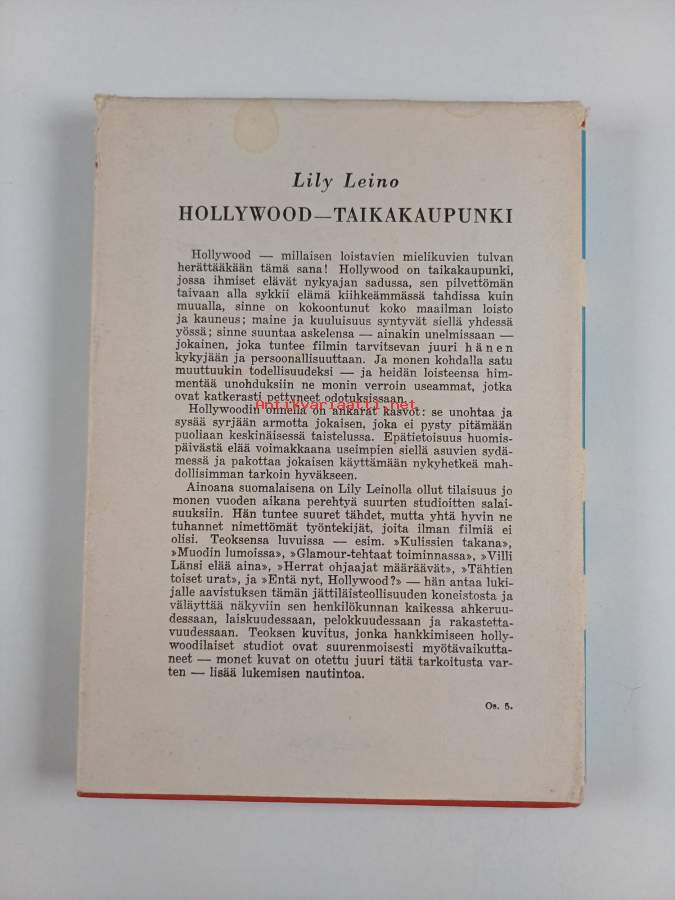 Lily Leino
HOLLYWOOD—TAIKAKAUPUNKI
Hollywood — millaisen loistavien mielikuvien tulvan
herättääkään tämä sana! Hollywood on taikakaupunki,
jossa ihmiset elävät nykyajan sadussa, sen pilvettömän
taivaan alla sykkii elämä kiihkeämmässä tahdissa kuin
muualla, sinne on kokoontunut koko maailman loisto
ja kauneus; maine ja kuuluisuus syntyvät siellä yhdessä
yössä; sinne suuntaa askelensa — ainakin unelmissaan —
jokainen, joka tuntee filmin tarvitsevan juuri hänen
kykyjään ja persoonallisuuttaan. Ja monen kohdalla satu
muuttuukin todellisuudeksi — ja heidän loisteensa him-
mentää unohduksiin ne monin verroin useammat, jotka
ovat katkerasti pettyneet odotuksissaan.
Antikvariaatti.net
Hollywoodin onnella on ankarat kasvot: se unohtaa ja
sysää syrjään armotta jokaisen, joka ei pysty pitämään
puoliaan keskinäisessä taistelussa. Epätietoisuus huomis-
päivästä elää voimakkaana useimpien siellä asuvien sydä-
messä ja pakottaa jokaisen käyttämään nykyhetkeä mah-
dollisimman tarkoin hyväkseen.
Ainoana suomalaisena on Lily Leinolla ollut tilaisuus jo
monen vuoden aikana perehtyä suurten studioitten salai-
suuksiin. Hän tuntee suuret tähdet, mutta yhtä hyvin ne
tuhannet nimettömät työntekijät, joita ilman filmiä ei
olisi. Teoksensa luvuissa — esim. »Kulissien takana»,
»Muodin lumoissa», »Glamour-tehtaat toiminnassa», »Villi
Länsi elää aina», »Herrat ohjaajat määräävät», »Tähtien
toiset urat», ja »Entä nyt, Hollywood?» — hän antaa luki-
jalle aavistuksen tämän jättiläisteollisuuden koneistosta ja
väläyttää näkyviin sen henkilökunnan kaikessa ahkeruu-
dessaan, laiskuudessaan, pelokkuudessaan ja rakastetta-
vuudessaan. Teoksen kuvitus, jonka hankkimiseen holly-
woodilaiset studiot ovat suurenmoisesti myötävaikutta-
neet — monet kuvat on otettu juuri tätä tarkoitusta var-
ten — lisää lukemisen nautintoa.
Os. 5.